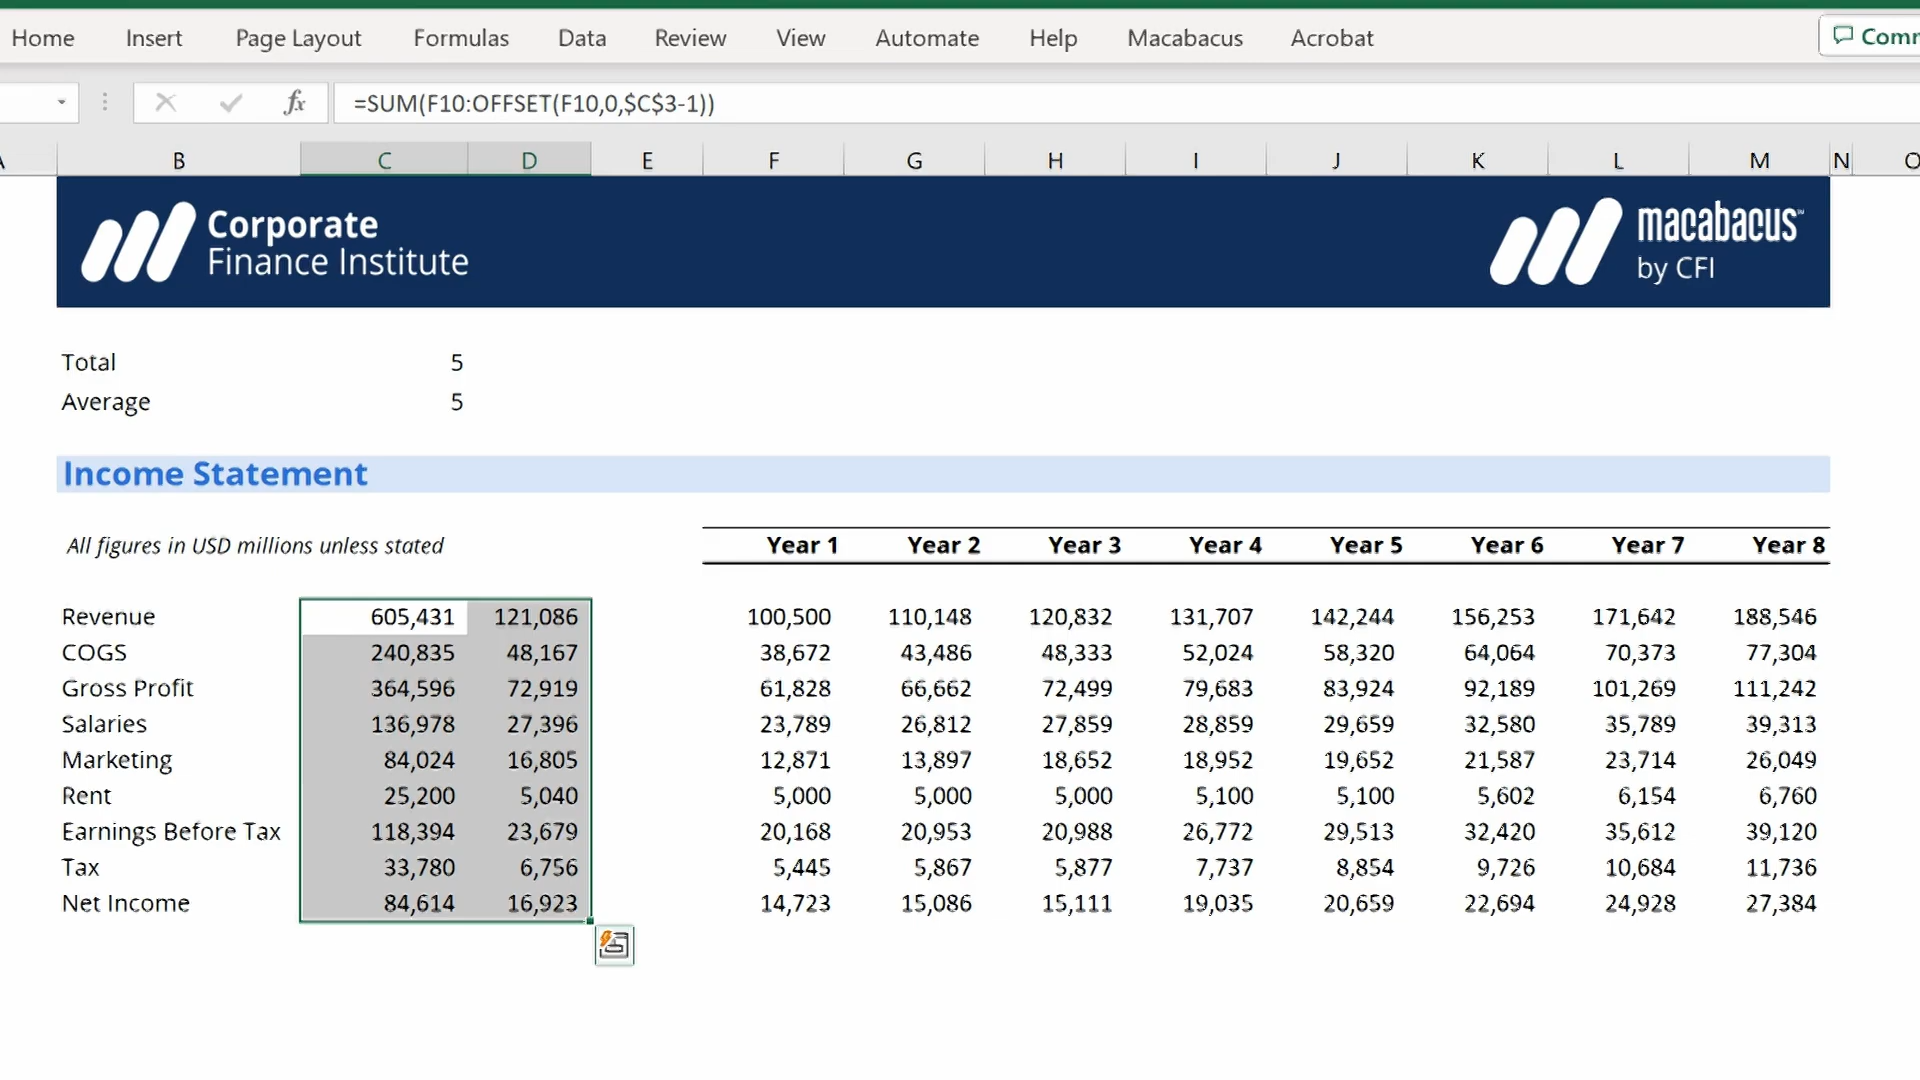 Home Insert Page Layout Formulas Data Review View Automate Help Macabacus Acrobat
fx =SUM(F10:OFFSET(F10,0,$C$3-1))
B C D E F G H I J K L M N
Corporate
Finance Institute
macabacus™
by CFI
Total 5
Average 5
Income Statement
All figures in USD millions unless stated Year 1 Year 2 Year 3 Year 4 Year 5 Year 6 Year 7 Year 8
Revenue 605,431 121,086 100,500 110,148 120,832 131,707 142,244 156,253 171,642 188,546
COGS 240,835 48,167 38,672 43,486 48,333 52,024 58,320 64,064 70,373 77,304
Gross Profit 364,596 72,919 61,828 66,662 72,499 79,683 83,924 92,189 101,269 111,242
Salaries 136,978 27,396 23,789 26,812 27,859 28,859 29,659 32,580 35,789 39,313
Marketing 84,024 16,805 12,871 13,897 18,652 18,952 19,652 21,587 23,714 26,049
Rent 25,200 5,040 5,000 5,000 5,000 5,100 5,100 5,602 6,154 6,760
Earnings Before Tax 118,394 23,679 20,168 20,953 20,988 26,772 29,513 32,420 35,612 39,120
Tax 33,780 6,756 5,445 5,867 5,877 7,737 8,854 9,726 10,684 11,736
Net Income 84,614 16,923 14,723 15,086 15,111 19,035 20,659 22,694 24,928 27,384